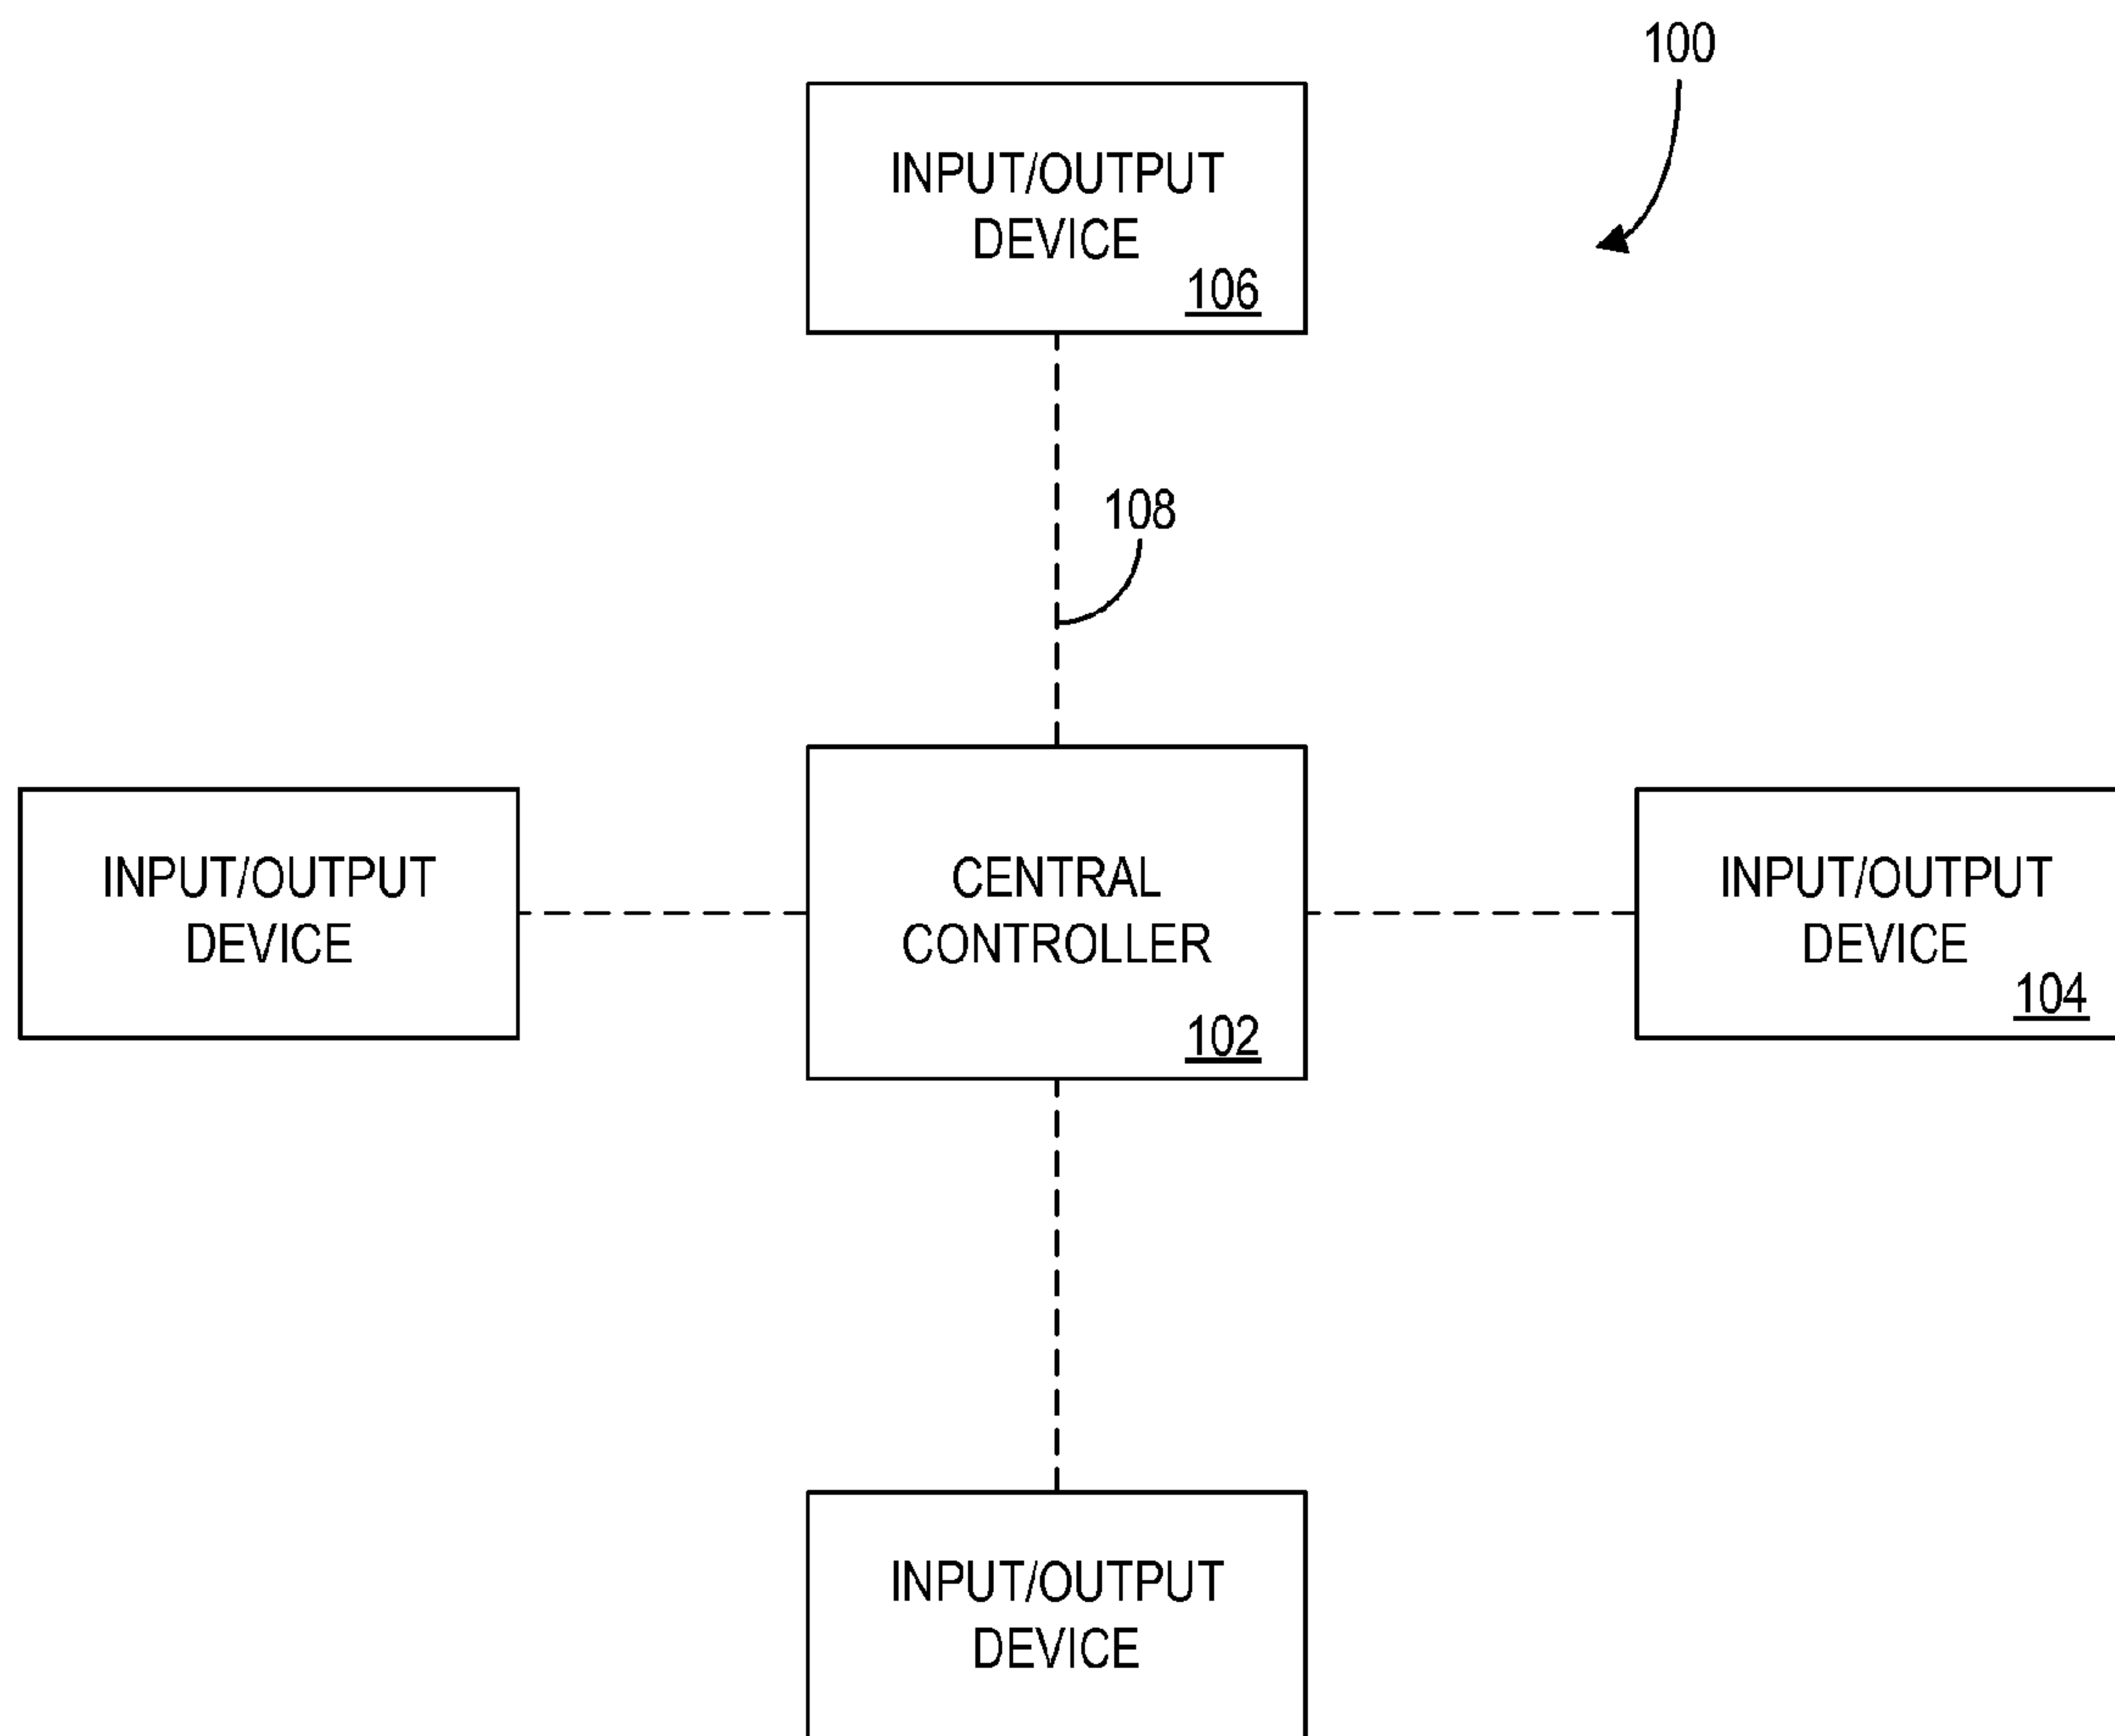 100
INPUT/OUTPUT
DEVICE
106
108
INPUT/OUTPUT
DEVICE
CENTRAL
CONTROLLER
102
INPUT/OUTPUT
DEVICE
104
INPUT/OUTPUT
DEVICE